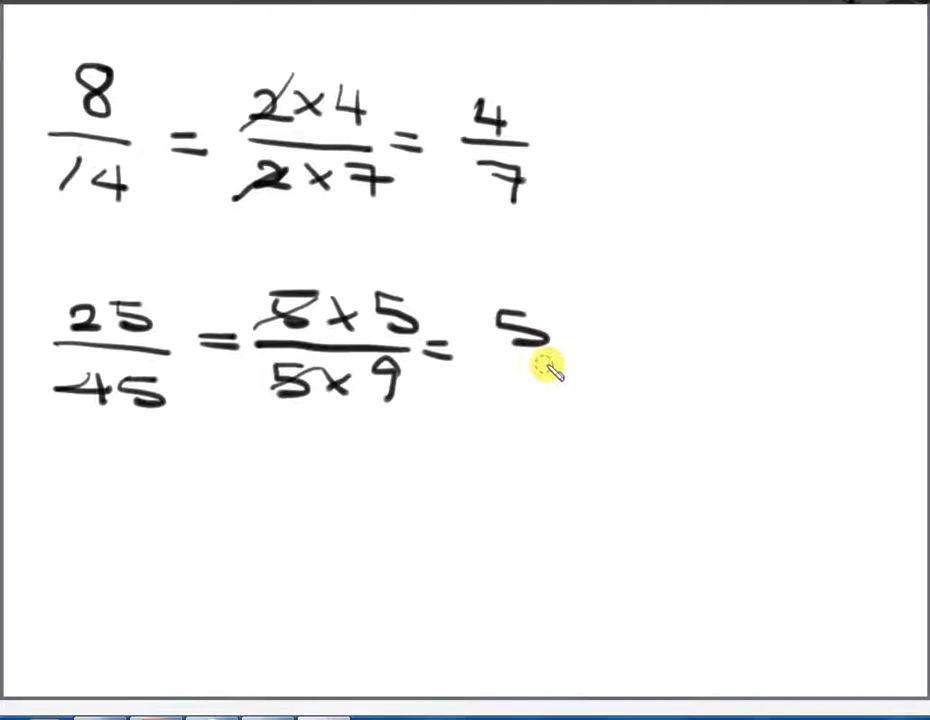 8/14 = 2×4/2×7 = 4/7
25/45 = 5×5/5×9 = 5